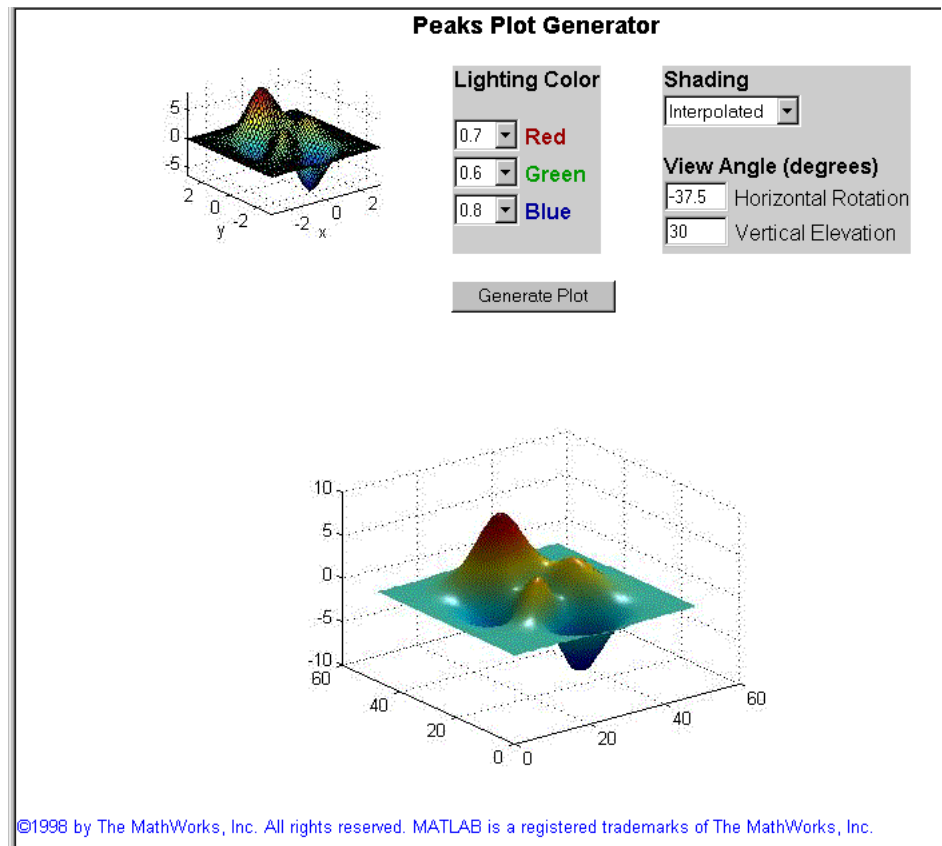 Peaks Plot Generator
Lighting Color
0.7 Red
0.6 Green
0.8 Blue
Shading
Interpolated
View Angle (degrees)
-37.5 Horizontal Rotation
30 Vertical Elevation
5
0
-5
2
0
-2
y
-2
0
2
x
Generate Plot
10
5
0
-5
-10
60
40
20
0
0
20
40
60
©1998 by The MathWorks, Inc. All rights reserved. MATLAB is a registered trademarks of The MathWorks, Inc.